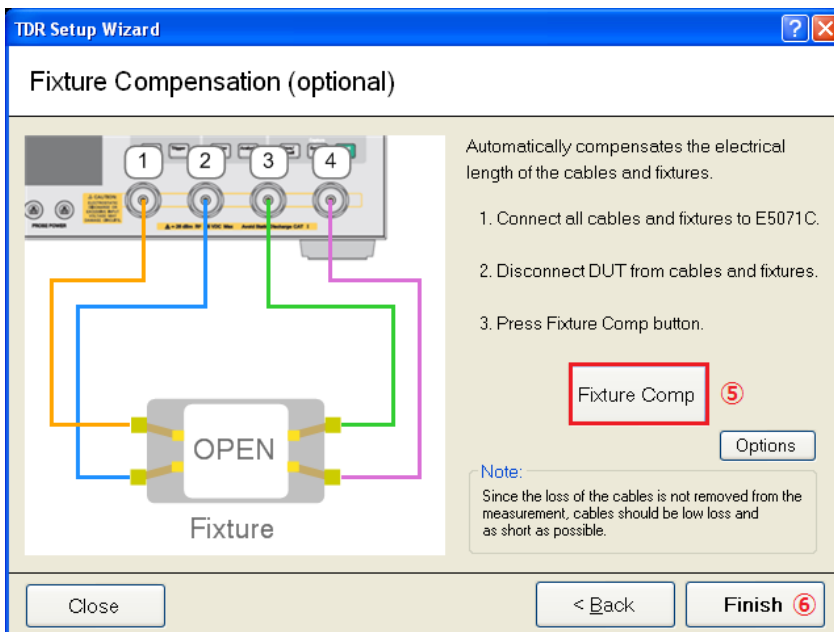 TDR Setup Wizard
Fixture Compensation (optional)
1 2 3 4
PROBE POWER
Automatically compensates the electrical
length of the cables and fixtures.
1. Connect all cables and fixtures to E5071C.
2. Disconnect DUT from cables and fixtures.
3. Press Fixture Comp button.
Fixture Comp ⑤
Options
OPEN
Fixture
Note:
Since the loss of the cables is not removed from the
measurement, cables should be low loss and
as short as possible.
Close
< Back
Finish ⑥